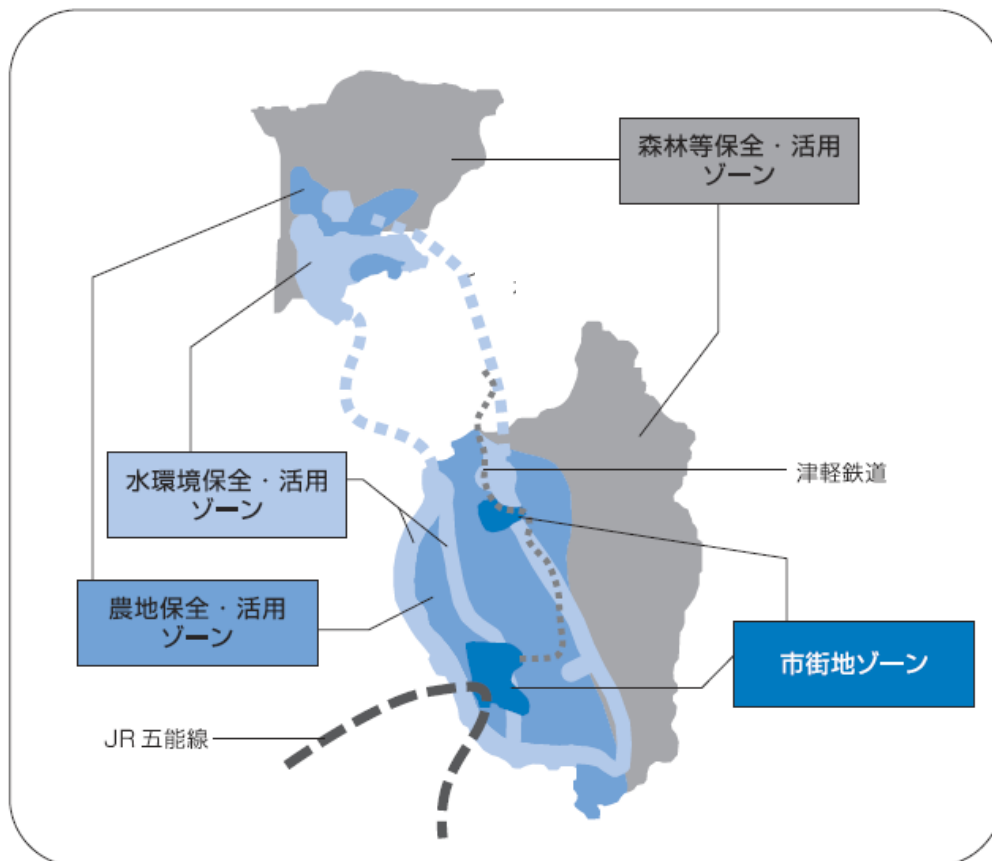 森林等保全・活用
ゾーン
津軽鉄道
水環境保全・活用
ゾーン
農地保全・活用
ゾーン
市街地ゾーン
JR 五能線